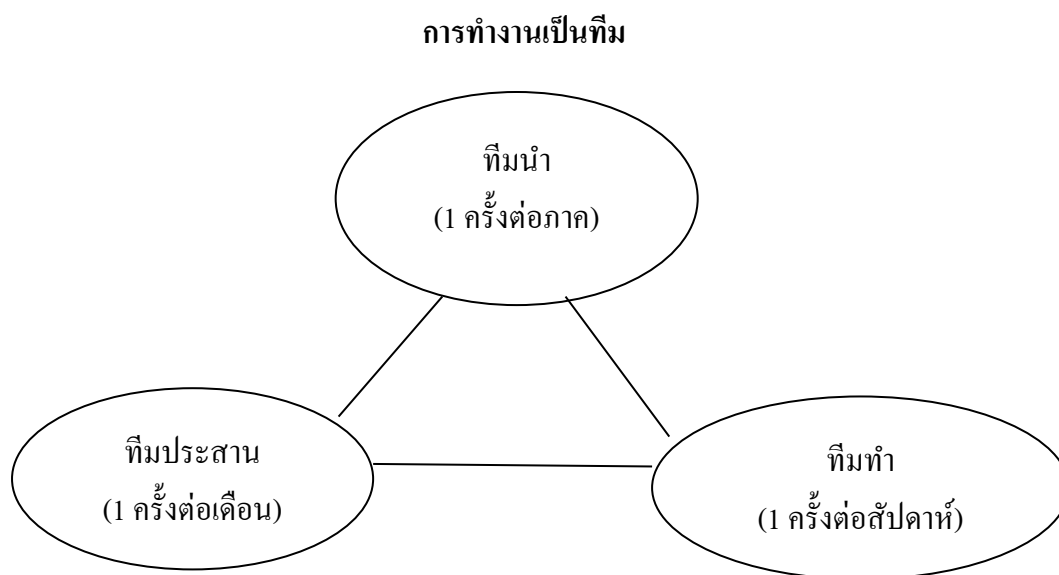 การทำงานเป็นทีม
ทีมนำ
(1 ครั้งต่อภาค)
ทีมประสาน
(1 ครั้งต่อเดือน)
ทีมทำ
(1 ครั้งต่อสัปดาห์)